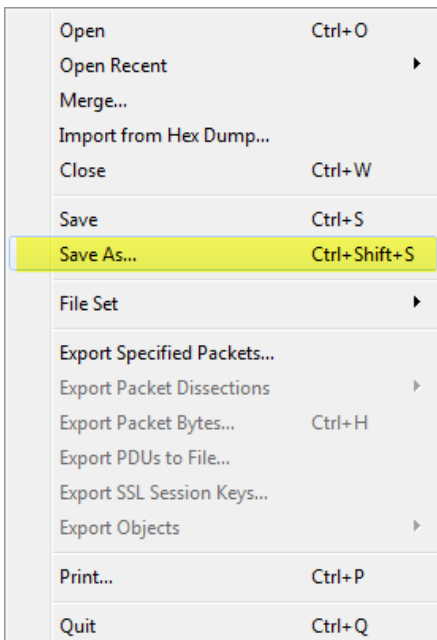 Open Ctrl+O
Open Recent
Merge...
Import from Hex Dump...
Close Ctrl+W
Save Ctrl+S
Save As... Ctrl+Shift+S
File Set
Export Specified Packets...
Export Packet Dissections
Export Packet Bytes... Ctrl+H
Export PDUs to File...
Export SSL Session Keys...
Export Objects
Print... Ctrl+P
Quit Ctrl+Q